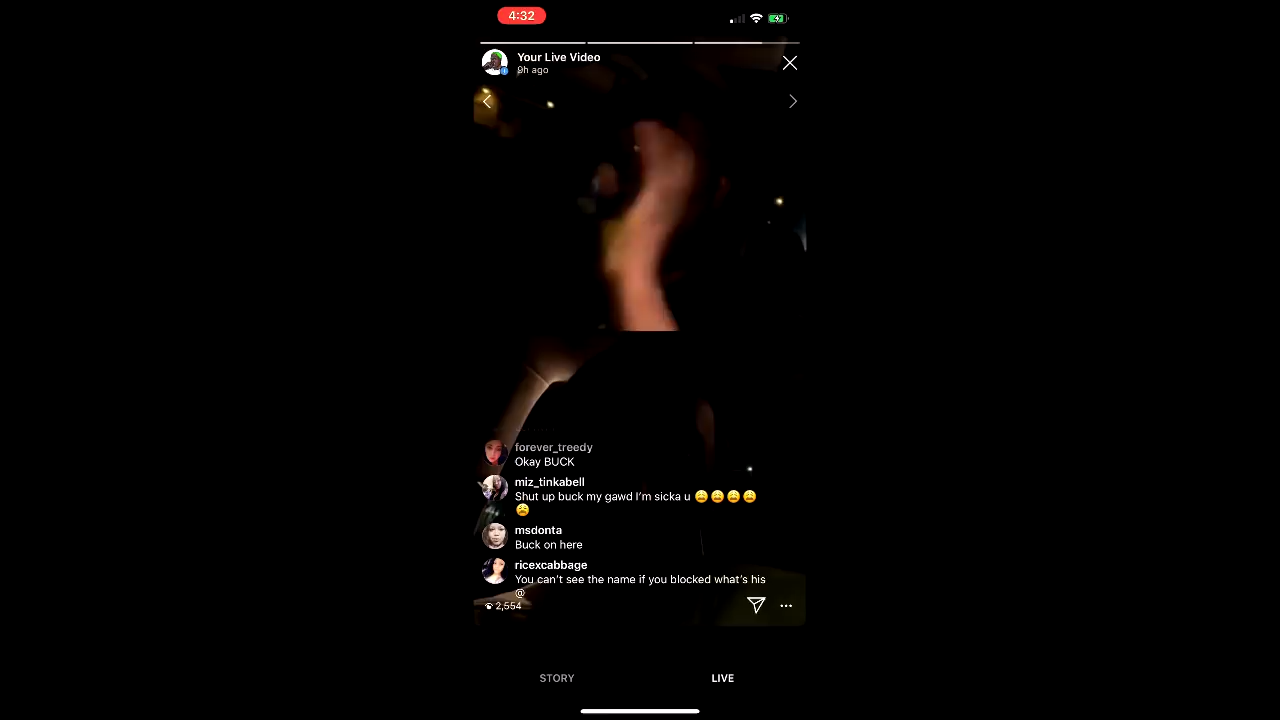 4:32
Your Live Video
9h ago
forever_treedy
Okay BUCK
miz_tinkabell
Shut up buck my gawd I'm sicka u 😩😩😩😩
😩
msdonta
Buck on here
ricexcabbage
You can't see the name if you blocked what's his
@
2,554
STORY
LIVE